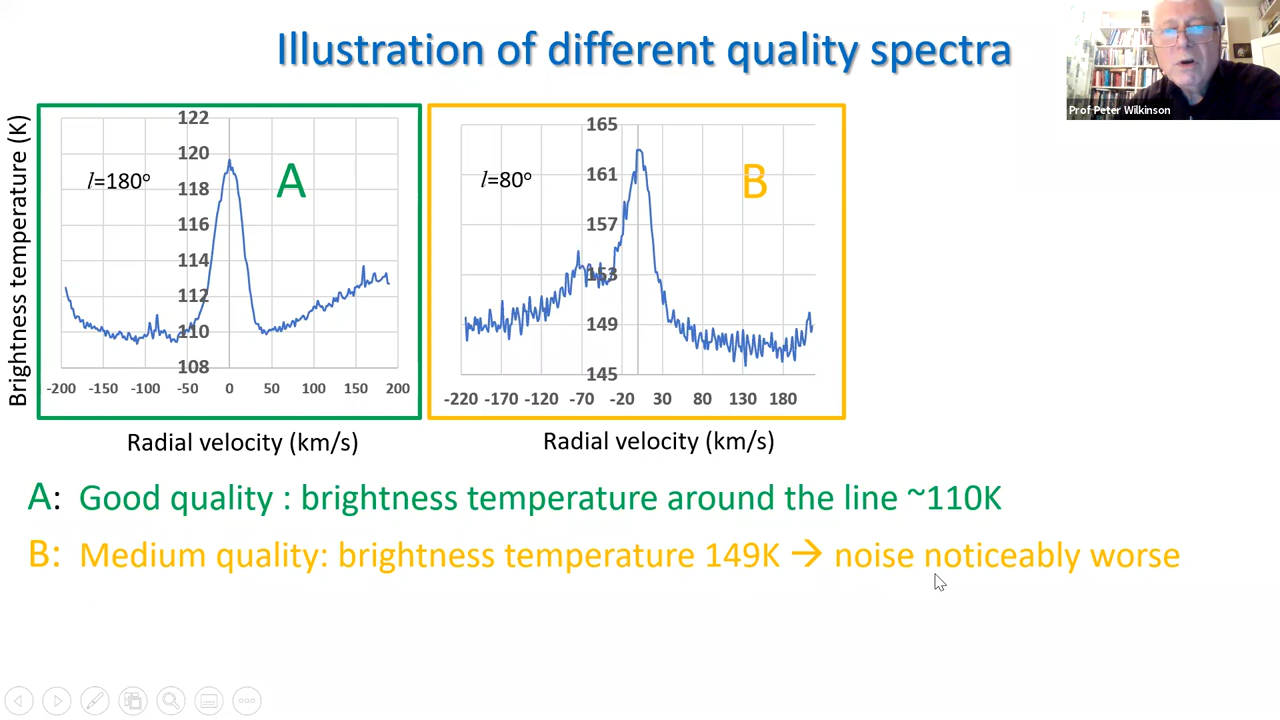 Illustration of different quality spectra
Prof Peter Wilkinson
Brightness temperature (K)
122
120
118
116
114
112
110
108
l=180°
A
-200 -150 -100 -50 0 50 100 150 200
Radial velocity (km/s)
165
161
157
153
149
145
l=80°
B
-220 -170 -120 -70 -20 30 80 130 180
Radial velocity (km/s)
A: Good quality : brightness temperature around the line ~110K
B: Medium quality: brightness temperature 149K → noise noticeably worse